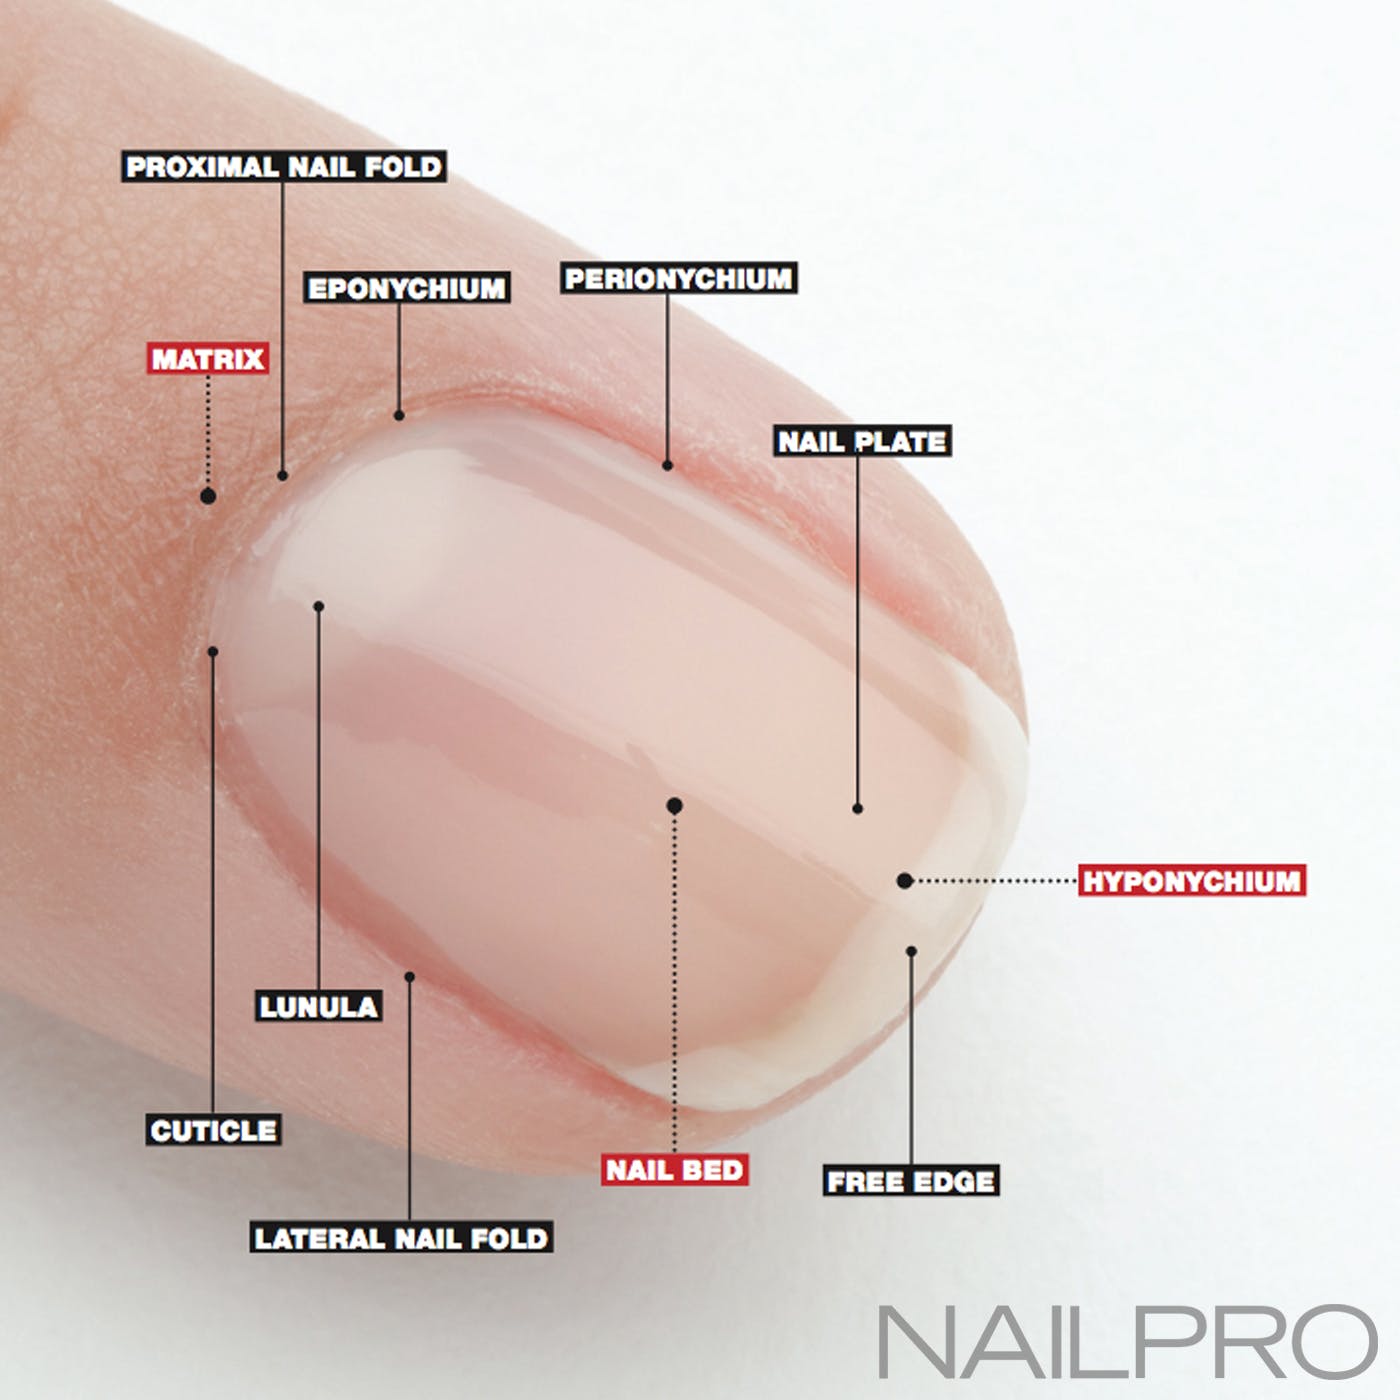 PROXIMAL NAIL FOLD
EPONYCHIUM
PERIONYCHIUM
MATRIX
NAIL PLATE
HYPONYCHIUM
LUNULA
CUTICLE
NAIL BED
FREE EDGE
LATERAL NAIL FOLD
NAILPRO